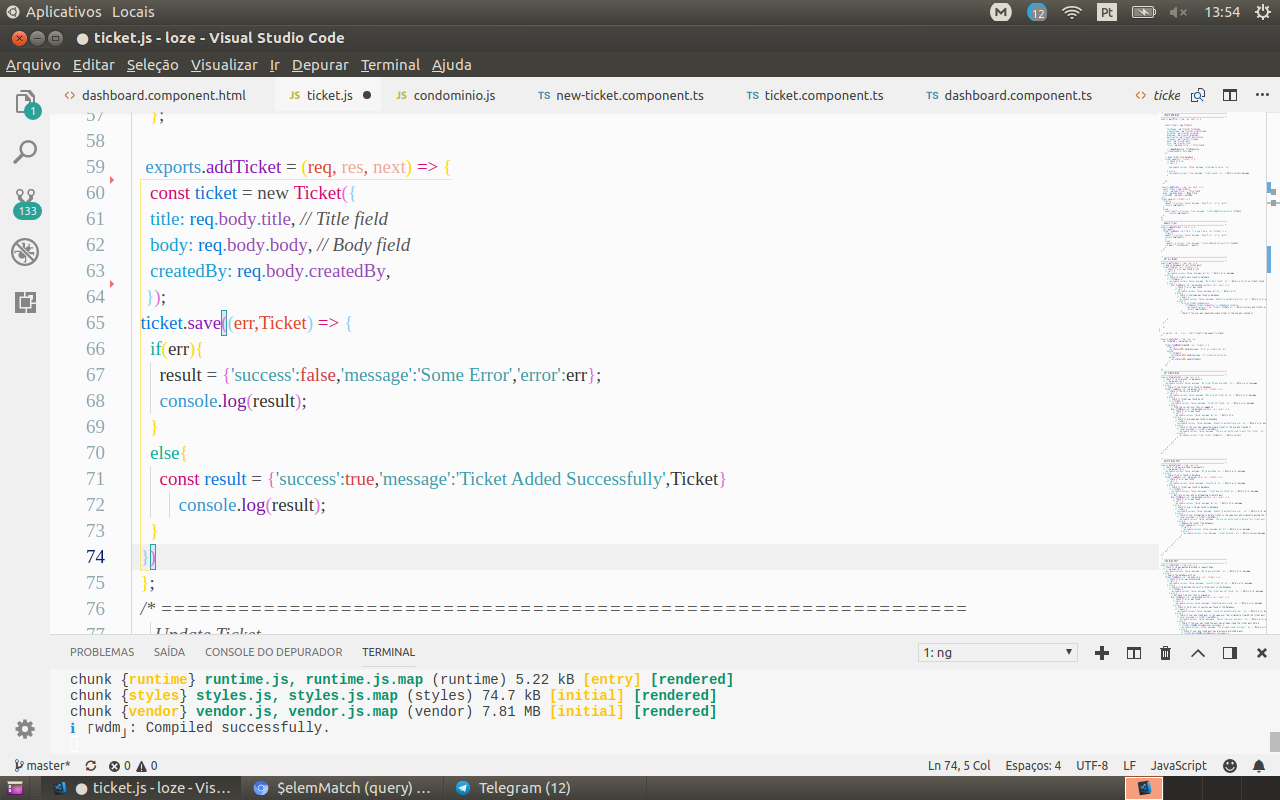 Aplicativos Locais
12 Pt 13:54
ticket.js - loze - Visual Studio Code
Arquivo Editar Seleção Visualizar Ir Depurar Terminal Ajuda
<> dashboard.component.html JS ticket.js JS condominio.js TS new-ticket.component.ts TS ticket.component.ts TS dashboard.component.ts <> ticke
1
133
57 };
58
59 exports.addTicket = (req, res, next) => {
60 const ticket = new Ticket({
61 title: req.body.title, // Title field
62 body: req.body.body, // Body field
63 createdBy: req.body.createdBy,
64 });
65 ticket.save((err,Ticket) => {
66 if(err){
67 result = {'success':false,'message':'Some Error','error':err};
68 console.log(result);
69 }
70 else{
71 const result = {'success':true,'message':'Ticket Added Successfully',Ticket}
72 console.log(result);
73 }
74 })
75 };
76 /* ===============================================================
77 Update Ticket
PROBLEMAS SAÍDA CONSOLE DO DEPURADOR TERMINAL 1: ng
chunk {runtime} runtime.js, runtime.js.map (runtime) 5.22 kB [entry] [rendered]
chunk {styles} styles.js, styles.js.map (styles) 74.7 kB [initial] [rendered]
chunk {vendor} vendor.js, vendor.js.map (vendor) 7.81 MB [initial] [rendered]
ℹ ｢wdm｣: Compiled successfully.
master* 0 0 Ln 74, 5 Col Espaços: 4 UTF-8 LF JavaScript
ticket.js - loze - Vis... $elemMatch (query) ... Telegram (12)